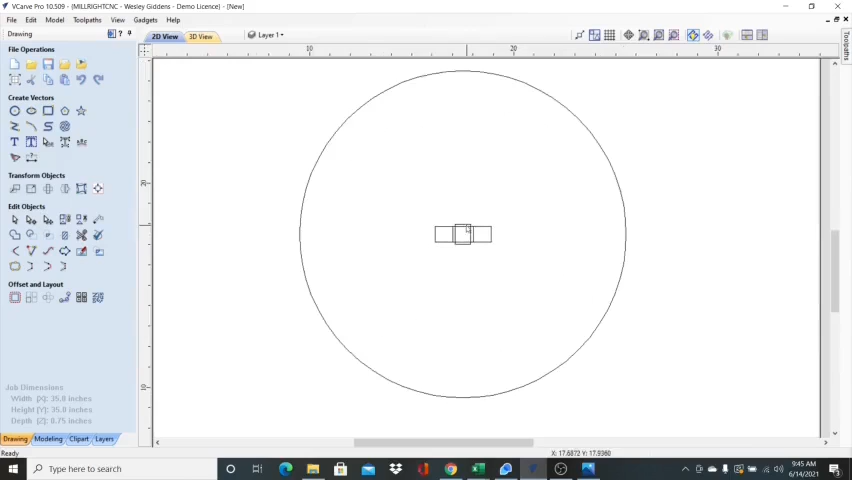 VCarve Pro 10.509 - (MILLRIGHTCNC - Wesley Giddens - Demo Licence) - [New]
File Edit Model Toolpaths View Gadgets Help
Drawing
2D View 3D View Layer 1
File Operations
Create Vectors
Transform Objects
Edit Objects
Offset and Layout
10 20 30
20
10
Job Dimensions
Width (X): 35.0 inches
Height (Y): 35.0 inches
Depth (Z): 0.75 inches
Drawing Modeling Clipart Layers
Toolpaths
Ready
X: 17.6872 Y: 17.9360
Type here to search
9:45 AM
6/14/2021